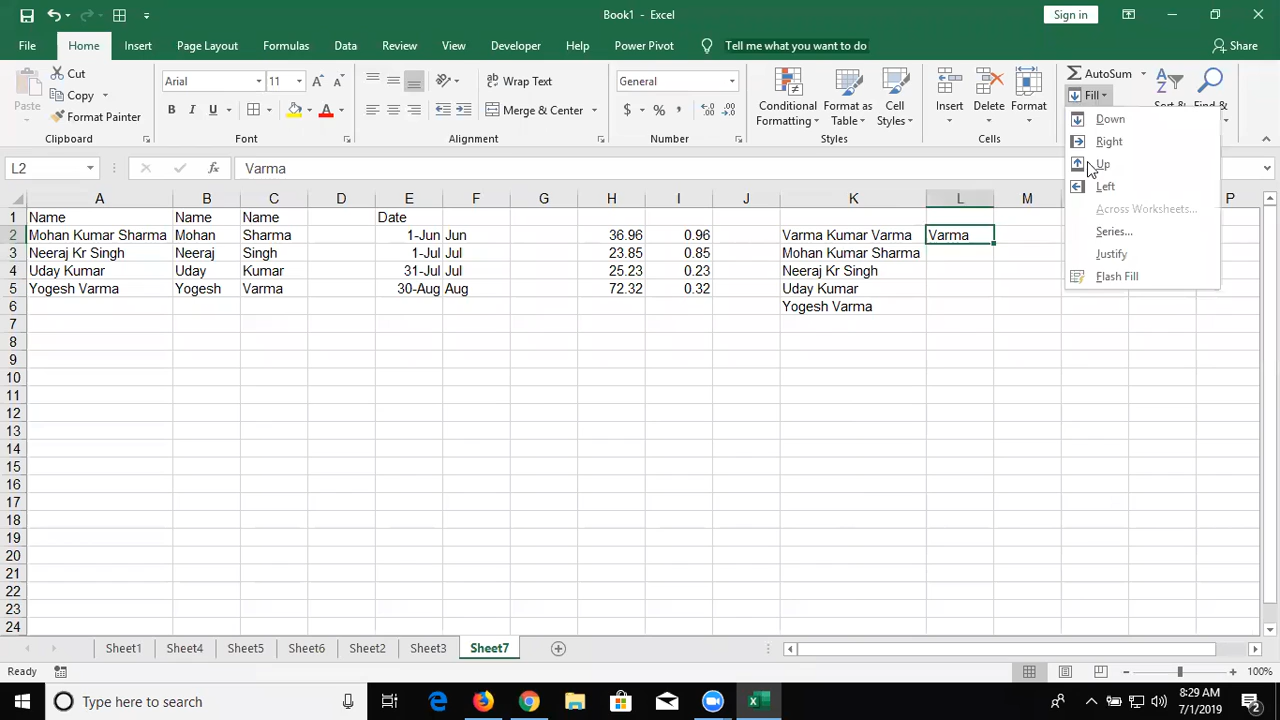 Book1 - Excel
Sign in
File Home Insert Page Layout Formulas Data Review View Developer Help Power Pivot Tell me what you want to do Share
Paste
Cut
Copy
Format Painter
Clipboard
Arial 11
B I U
Font
Wrap Text
Merge & Center
Alignment
General
$ % ,
Number
Conditional Formatting
Format as Table
Cell Styles
Styles
Insert
Delete
Format
Cells
AutoSum
Fill
Sort &
Find &
Down
Right
Up
Left
Across Worksheets...
Series...
Justify
Flash Fill
L2 fx Varma
A B C D E F G H I J K L M P
1 Name Name Name Date
2 Mohan Kumar Sharma Mohan Sharma 1-Jun Jun 36.96 0.96 Varma Kumar Varma Varma
3 Neeraj Kr Singh Neeraj Singh 1-Jul Jul 23.85 0.85 Mohan Kumar Sharma
4 Uday Kumar Uday Kumar 31-Jul Jul 25.23 0.23 Neeraj Kr Singh
5 Yogesh Varma Yogesh Varma 30-Aug Aug 72.32 0.32 Uday Kumar
6 Yogesh Varma
7
8
9
10
11
12
13
14
15
16
17
18
19
20
21
22
23
24
Sheet1 Sheet4 Sheet5 Sheet6 Sheet2 Sheet3 Sheet7
Ready 100%
Type here to search
8:29 AM
7/1/2019
2